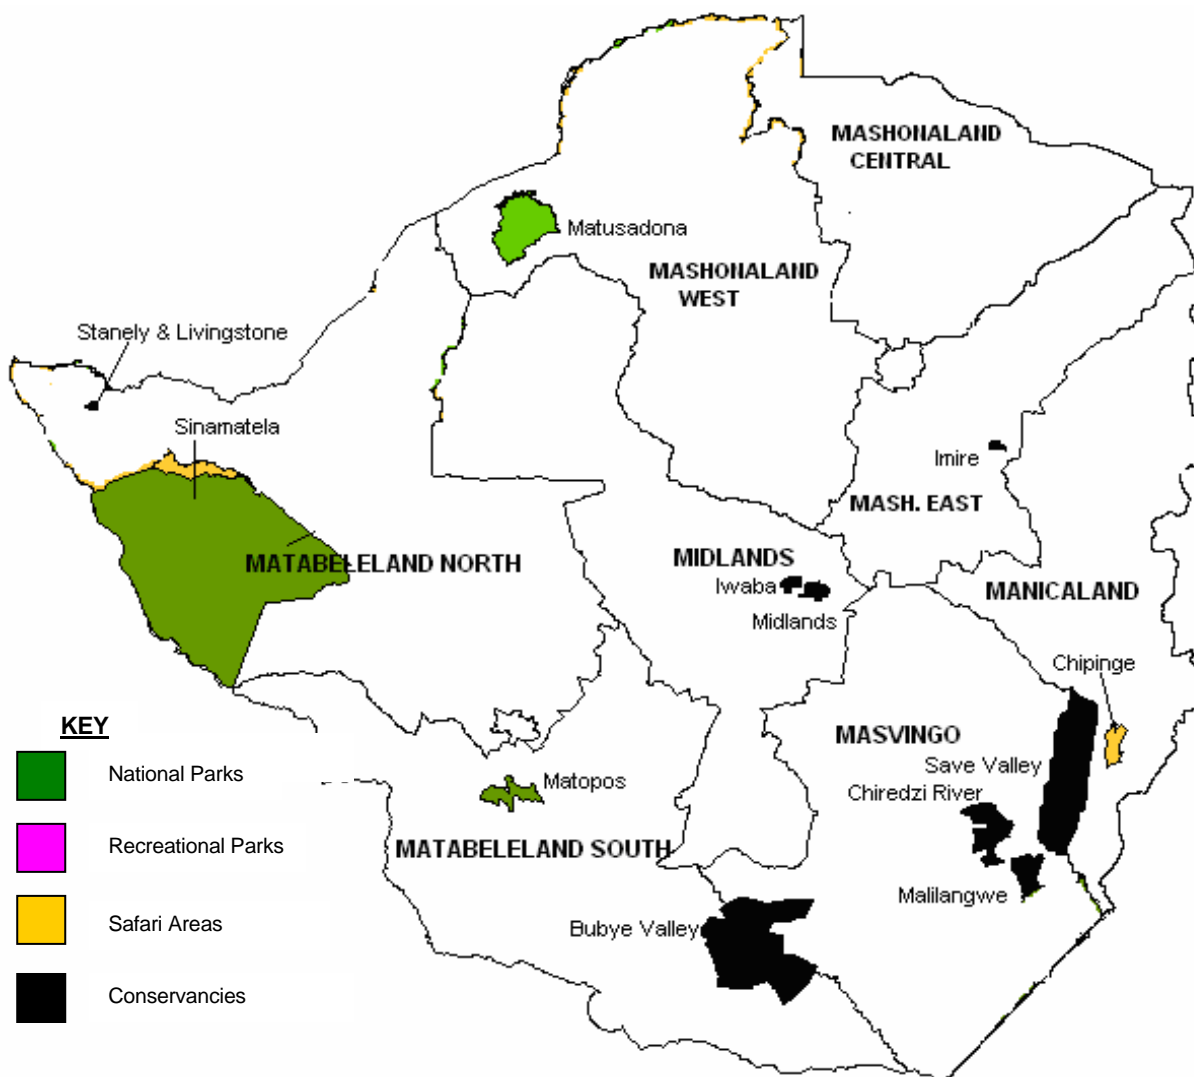 MASHONALAND
CENTRAL
Matusadona
MASHONALAND
WEST
Stanely & Livingstone
Sinamatela
Imire
MASH. EAST
MATABELELAND NORTH
MIDLANDS
Iwaba
Midlands
MANICALAND
Chipinge
KEY
National Parks
Recreational Parks
Safari Areas
Conservancies
MASVINGO
Save Valley
Chiredzi River
Matopos
MATABELELAND SOUTH
Malilangwe
Bubye Valley